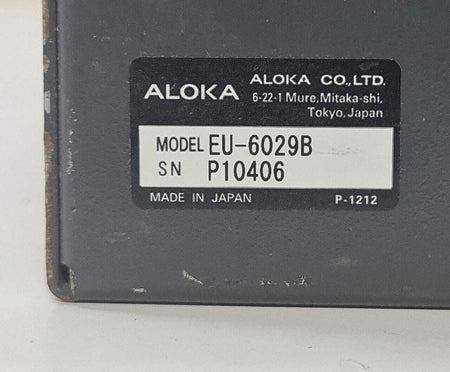 ALOKA
ALOKA CO.,LTD.
6-22-1 Mure,Mitaka-shi,
Tokyo,Japan
MODEL EU-6029B
SN P10406
MADE IN JAPAN P-1212